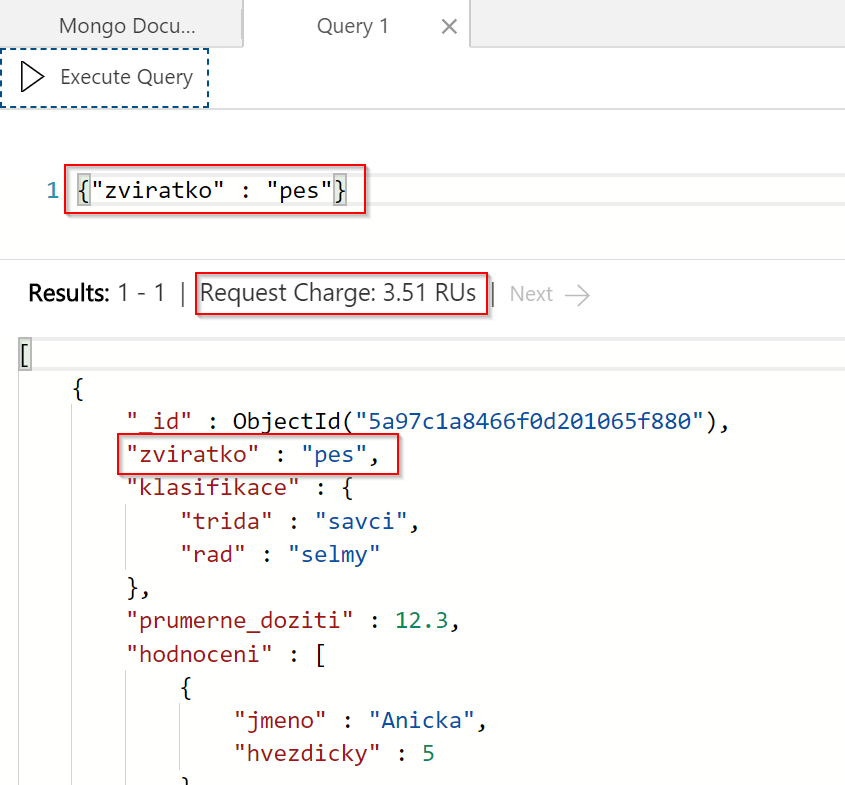 Mongo Docu... Query 1
Execute Query
1 {"zviratko" : "pes"}
Results: 1 - 1 | Request Charge: 3.51 RUs | Next
[
{
"_id" : ObjectId("5a97c1a8466f0d201065f880"),
"zviratko" : "pes",
"klasifikace" : {
"trida" : "savci",
"rad" : "selmy"
},
"prumerne_doziti" : 12.3,
"hodnoceni" : [
{
"jmeno" : "Anicka",
"hvezdicky" : 5
}